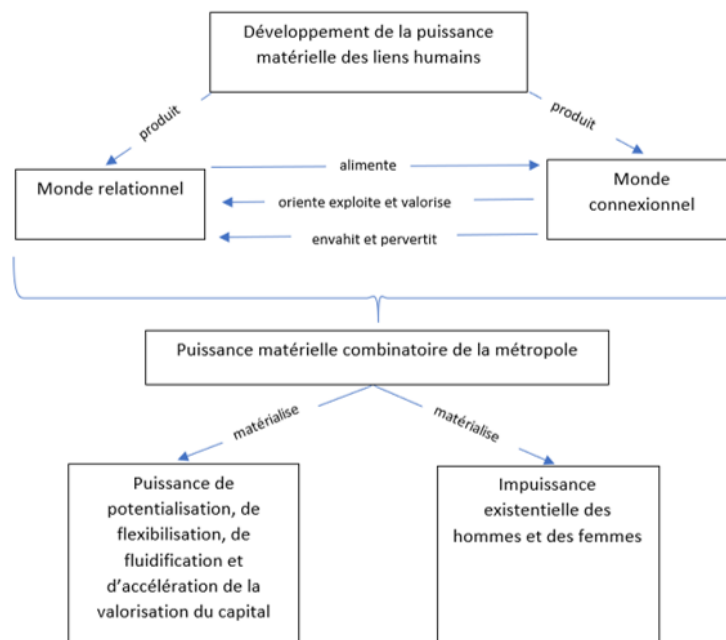 Développement de la puissance
matérielle des liens humains
produit
produit
Monde relationnel
alimente
oriente exploite et valorise
envahit et pervertit
Monde
connexionnel
Puissance matérielle combinatoire de la métropole
matérialise
matérialise
Puissance de
potentialisation, de
flexibilisation, de
fluidification et
d’accélération de la
valorisation du capital
Impuissance
existentielle des
hommes et des femmes